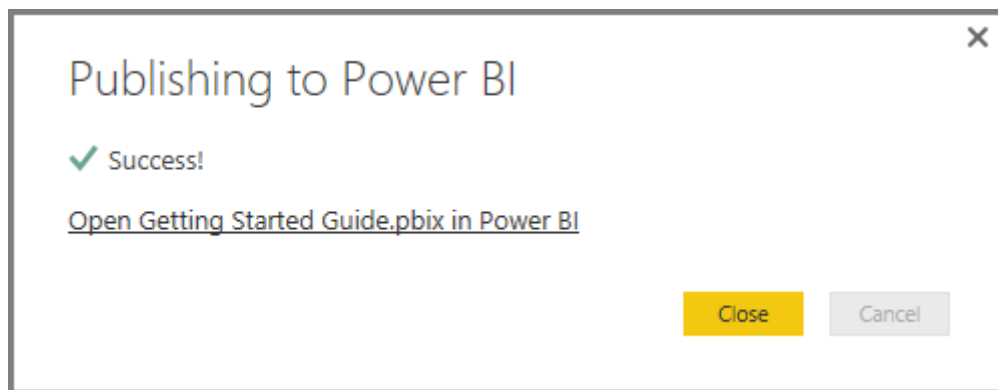 Publishing to Power BI
Success!
Open Getting Started Guide.pbix in Power BI
Close
Cancel